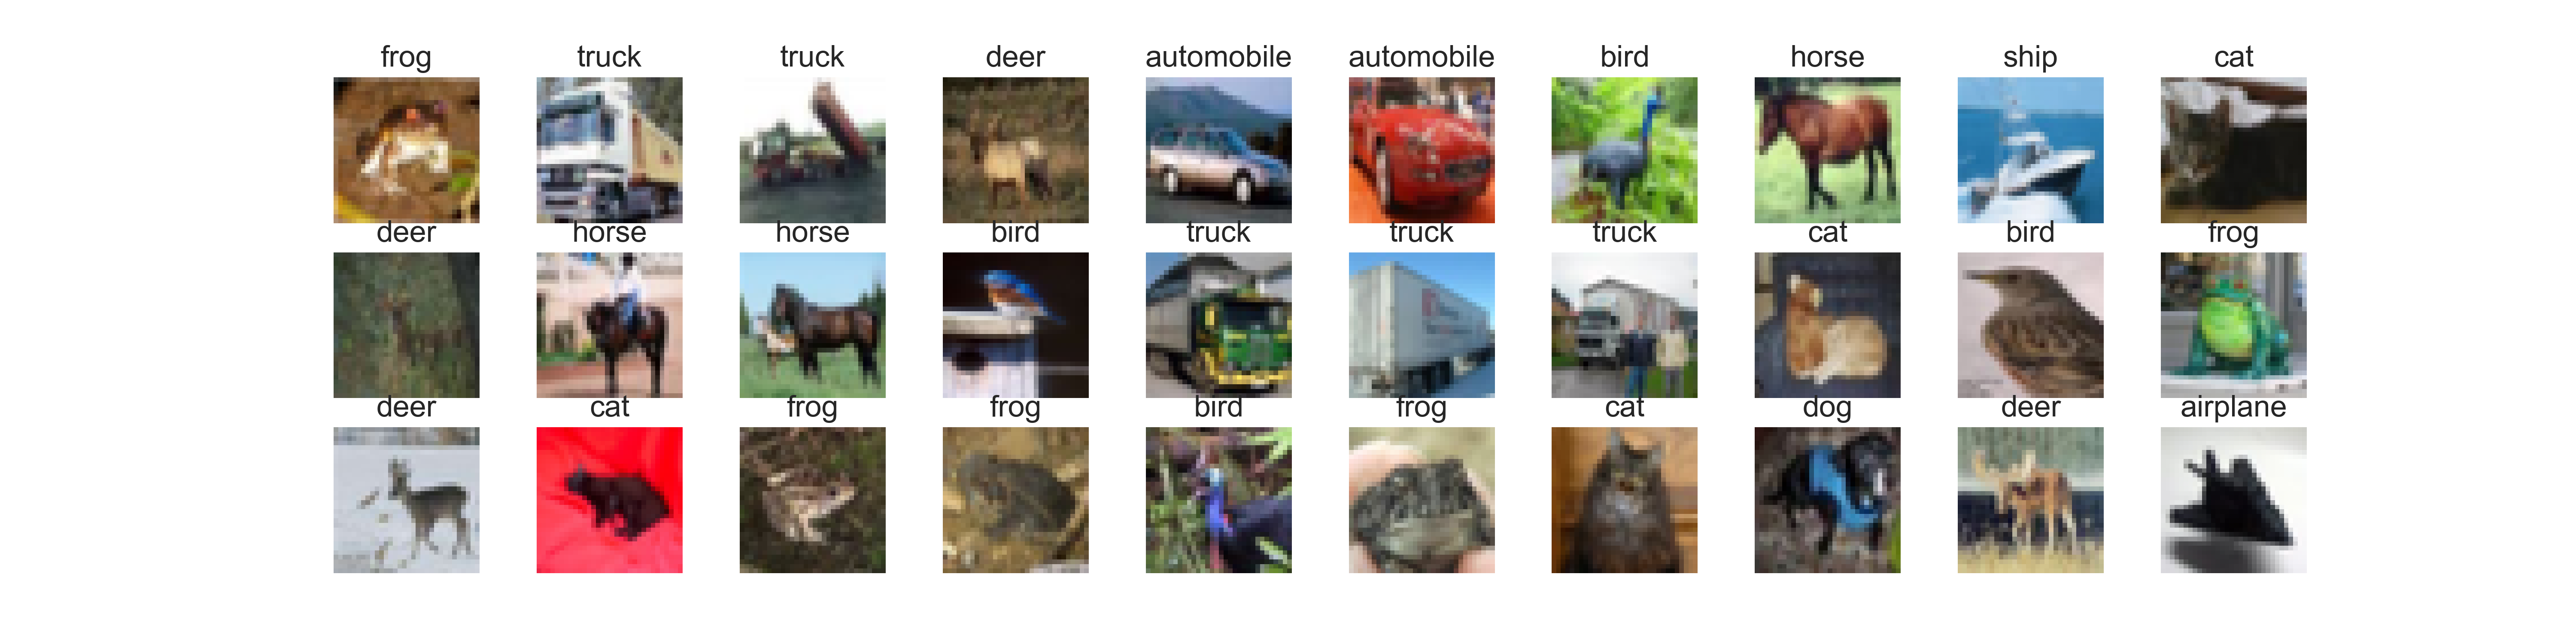 frog truck truck deer automobile automobile bird horse ship cat
deer horse horse bird truck truck truck cat bird frog
deer cat frog frog bird frog cat dog deer airplane